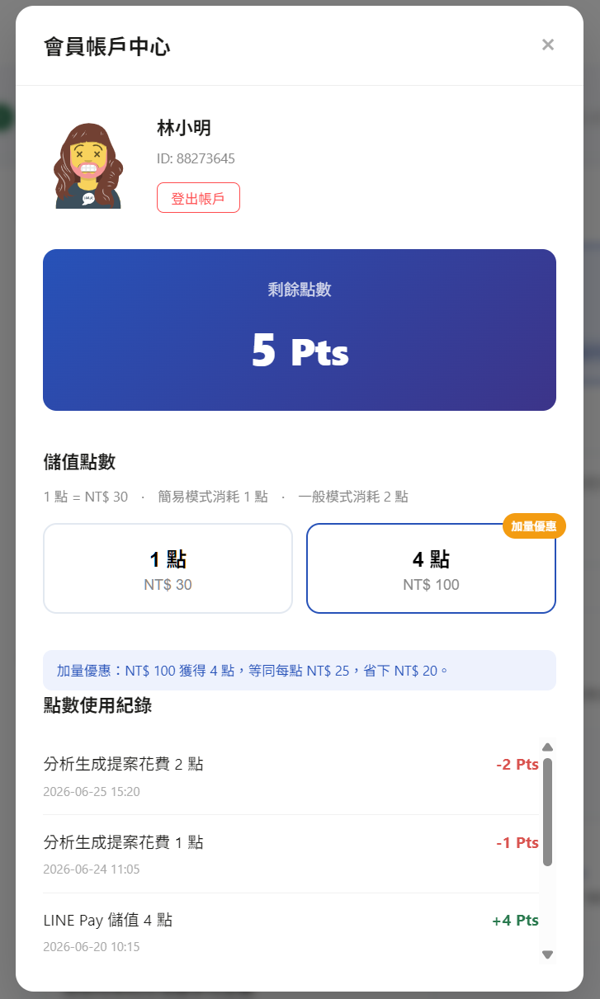 會員帳戶中心
×
林小明
ID: 88273645
登出帳戶
剩餘點數
5 Pts
儲值點數
1 點 = NT$ 30 · 簡易模式消耗 1 點 · 一般模式消耗 2 點
加量優惠
1 點
NT$ 30
4 點
NT$ 100
加量優惠：NT$ 100 獲得 4 點，等同每點 NT$ 25，省下 NT$ 20。
點數使用紀錄
分析生成提案花費 2 點
-2 Pts
2026-06-25 15:20
分析生成提案花費 1 點
-1 Pts
2026-06-24 11:05
LINE Pay 儲值 4 點
+4 Pts
2026-06-20 10:15